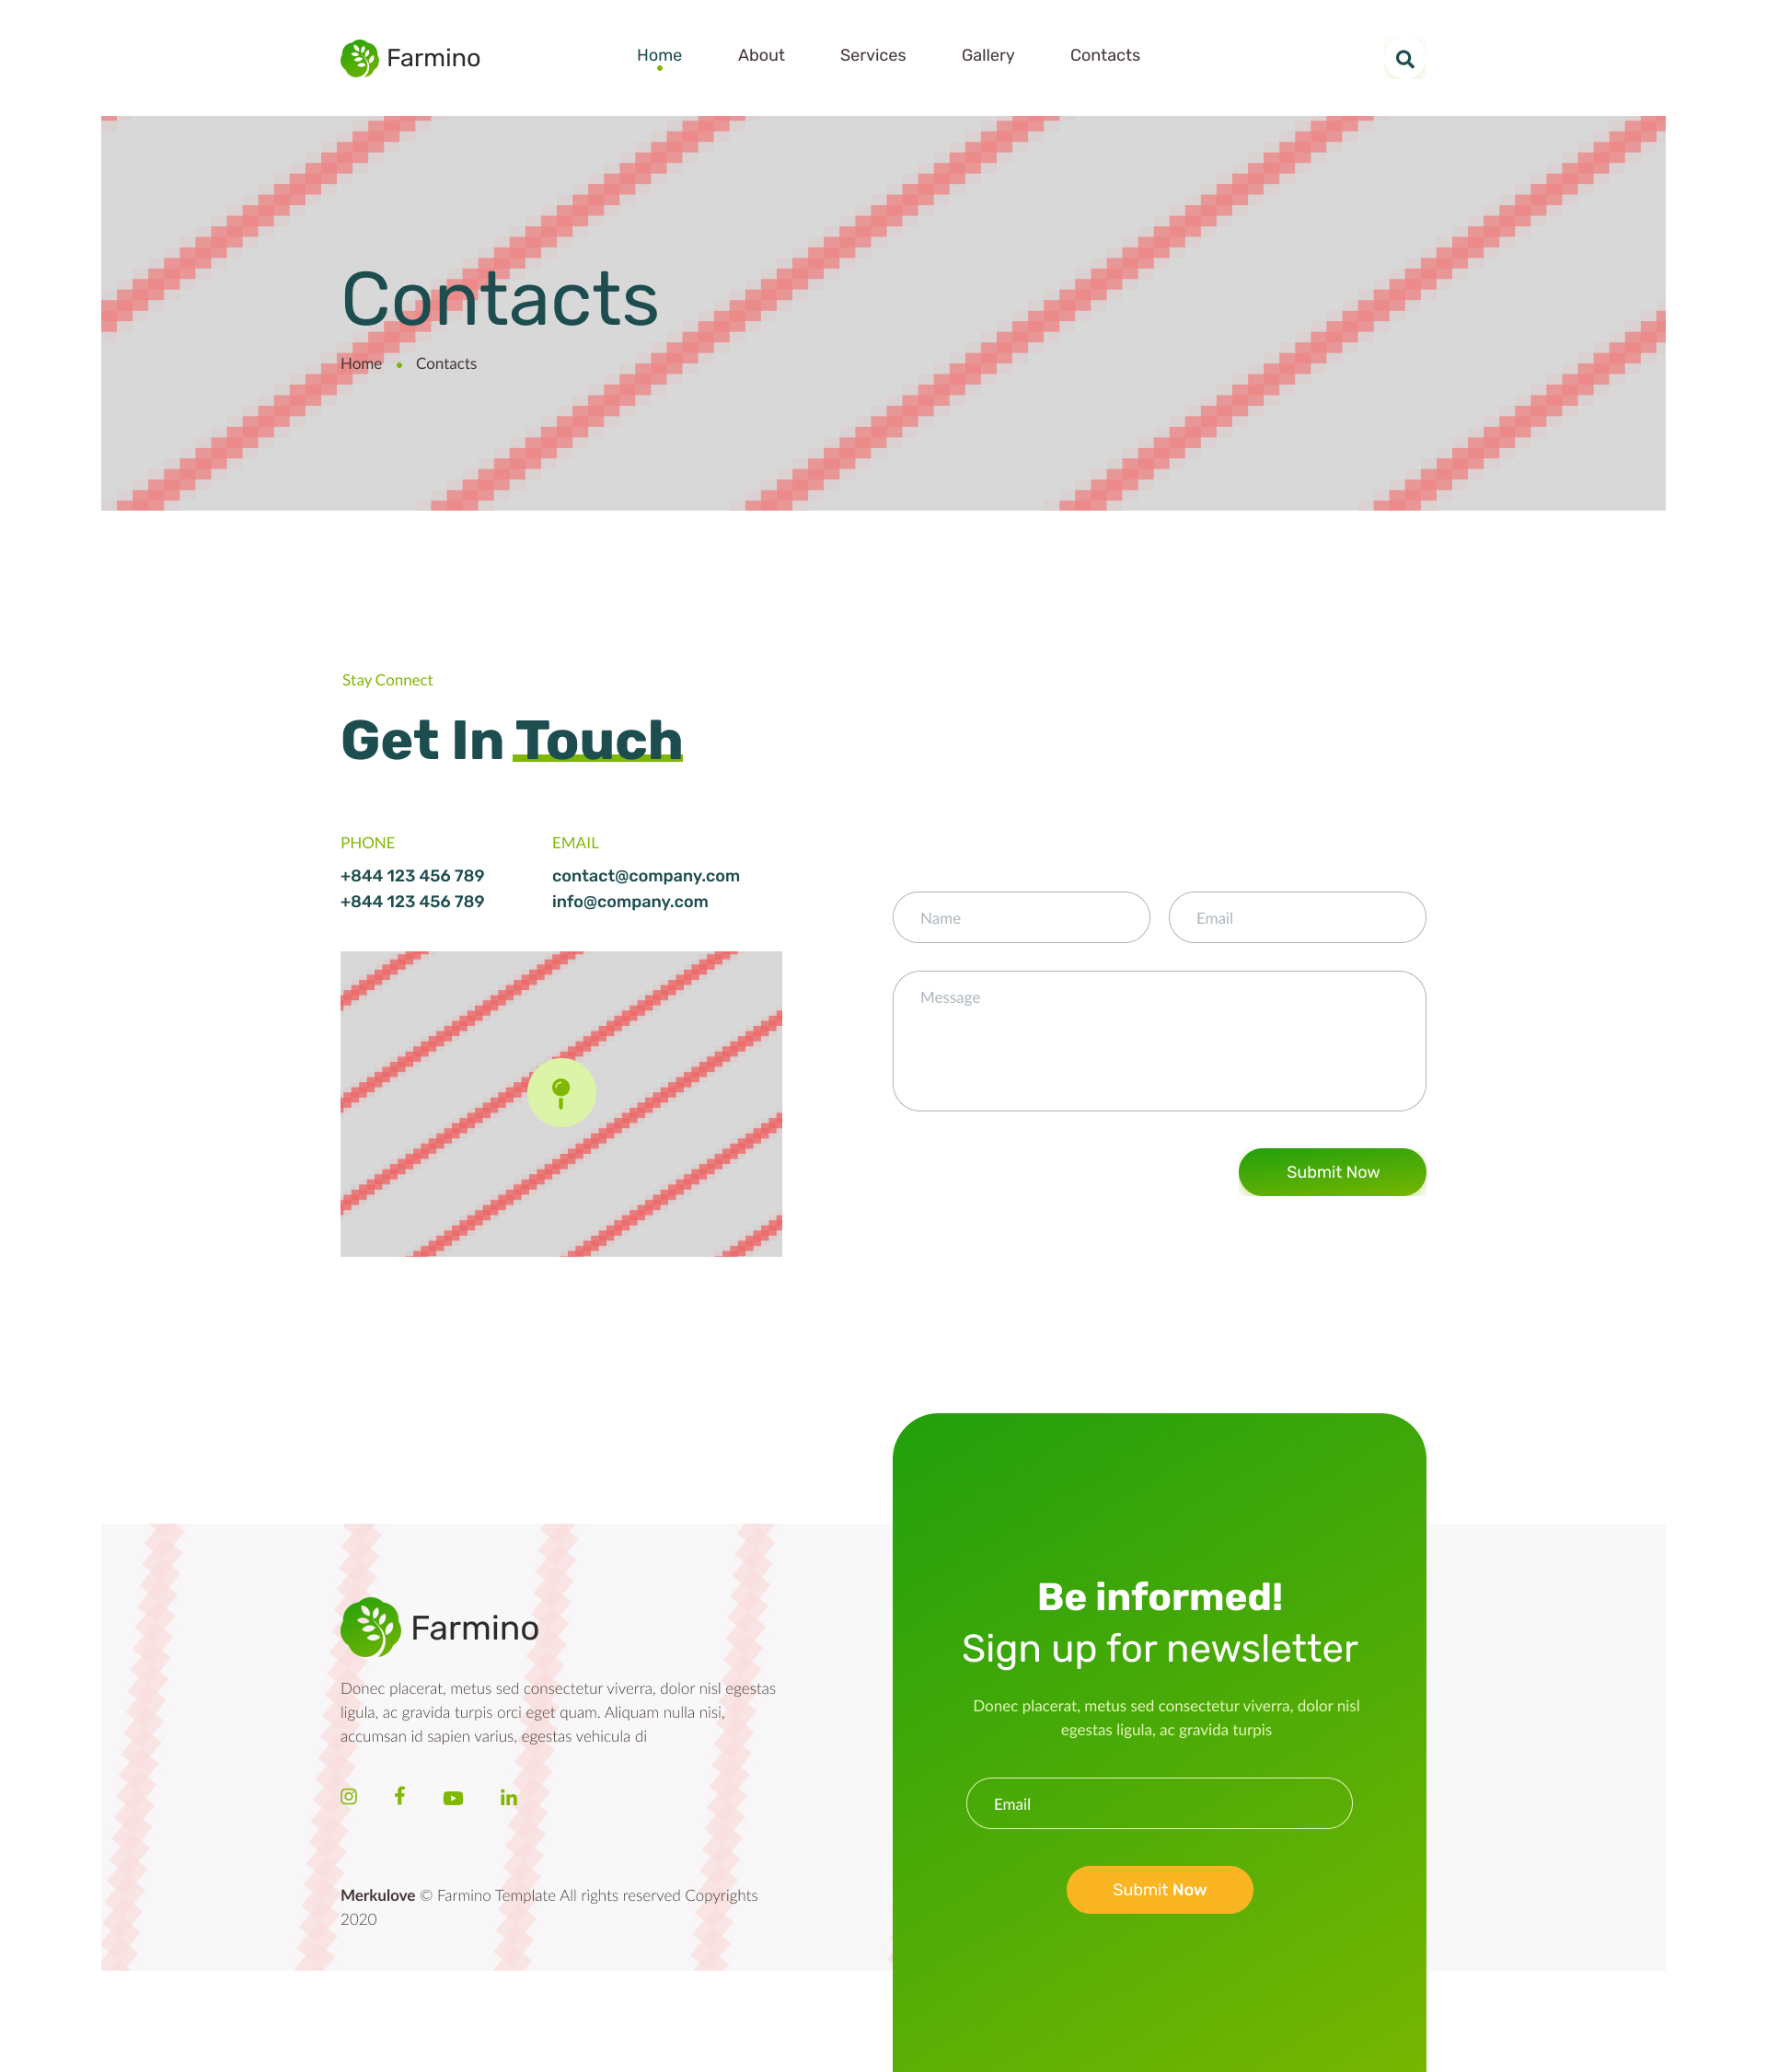 Farmino
Home
About
Services
Gallery
Contacts
Contacts
Home
Contacts
Stay Connect
Get In Touch
PHONE
+844 123 456 789
+844 123 456 789
EMAIL
contact@company.com
info@company.com
Name
Email
Message
Submit Now
Farmino
Donec placerat, metus sed consectetur viverra, dolor nisl egestas
ligula, ac gravida turpis orci eget quam. Aliquam nulla nisi,
accumsan id sapien varius, egestas vehicula di
Merkulove © Farmino Template All rights reserved Copyrights
2020
Be informed!
Sign up for newsletter
Donec placerat, metus sed consectetur viverra, dolor nisl
egestas ligula, ac gravida turpis
Email
Submit Now